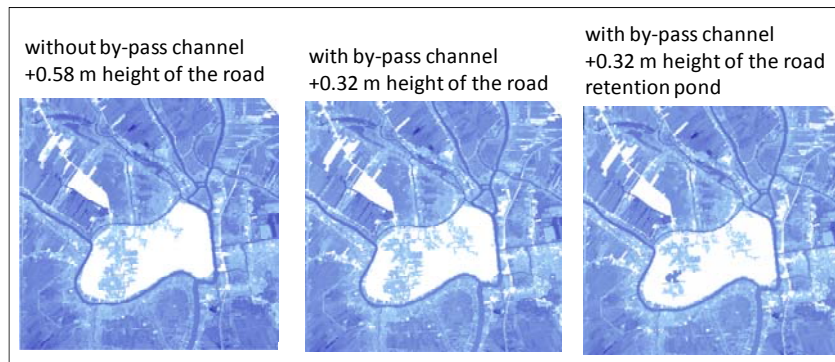 without by-pass channel
+0.58 m height of the road
with by-pass channel
+0.32 m height of the road
with by-pass channel
+0.32 m height of the road
retention pond